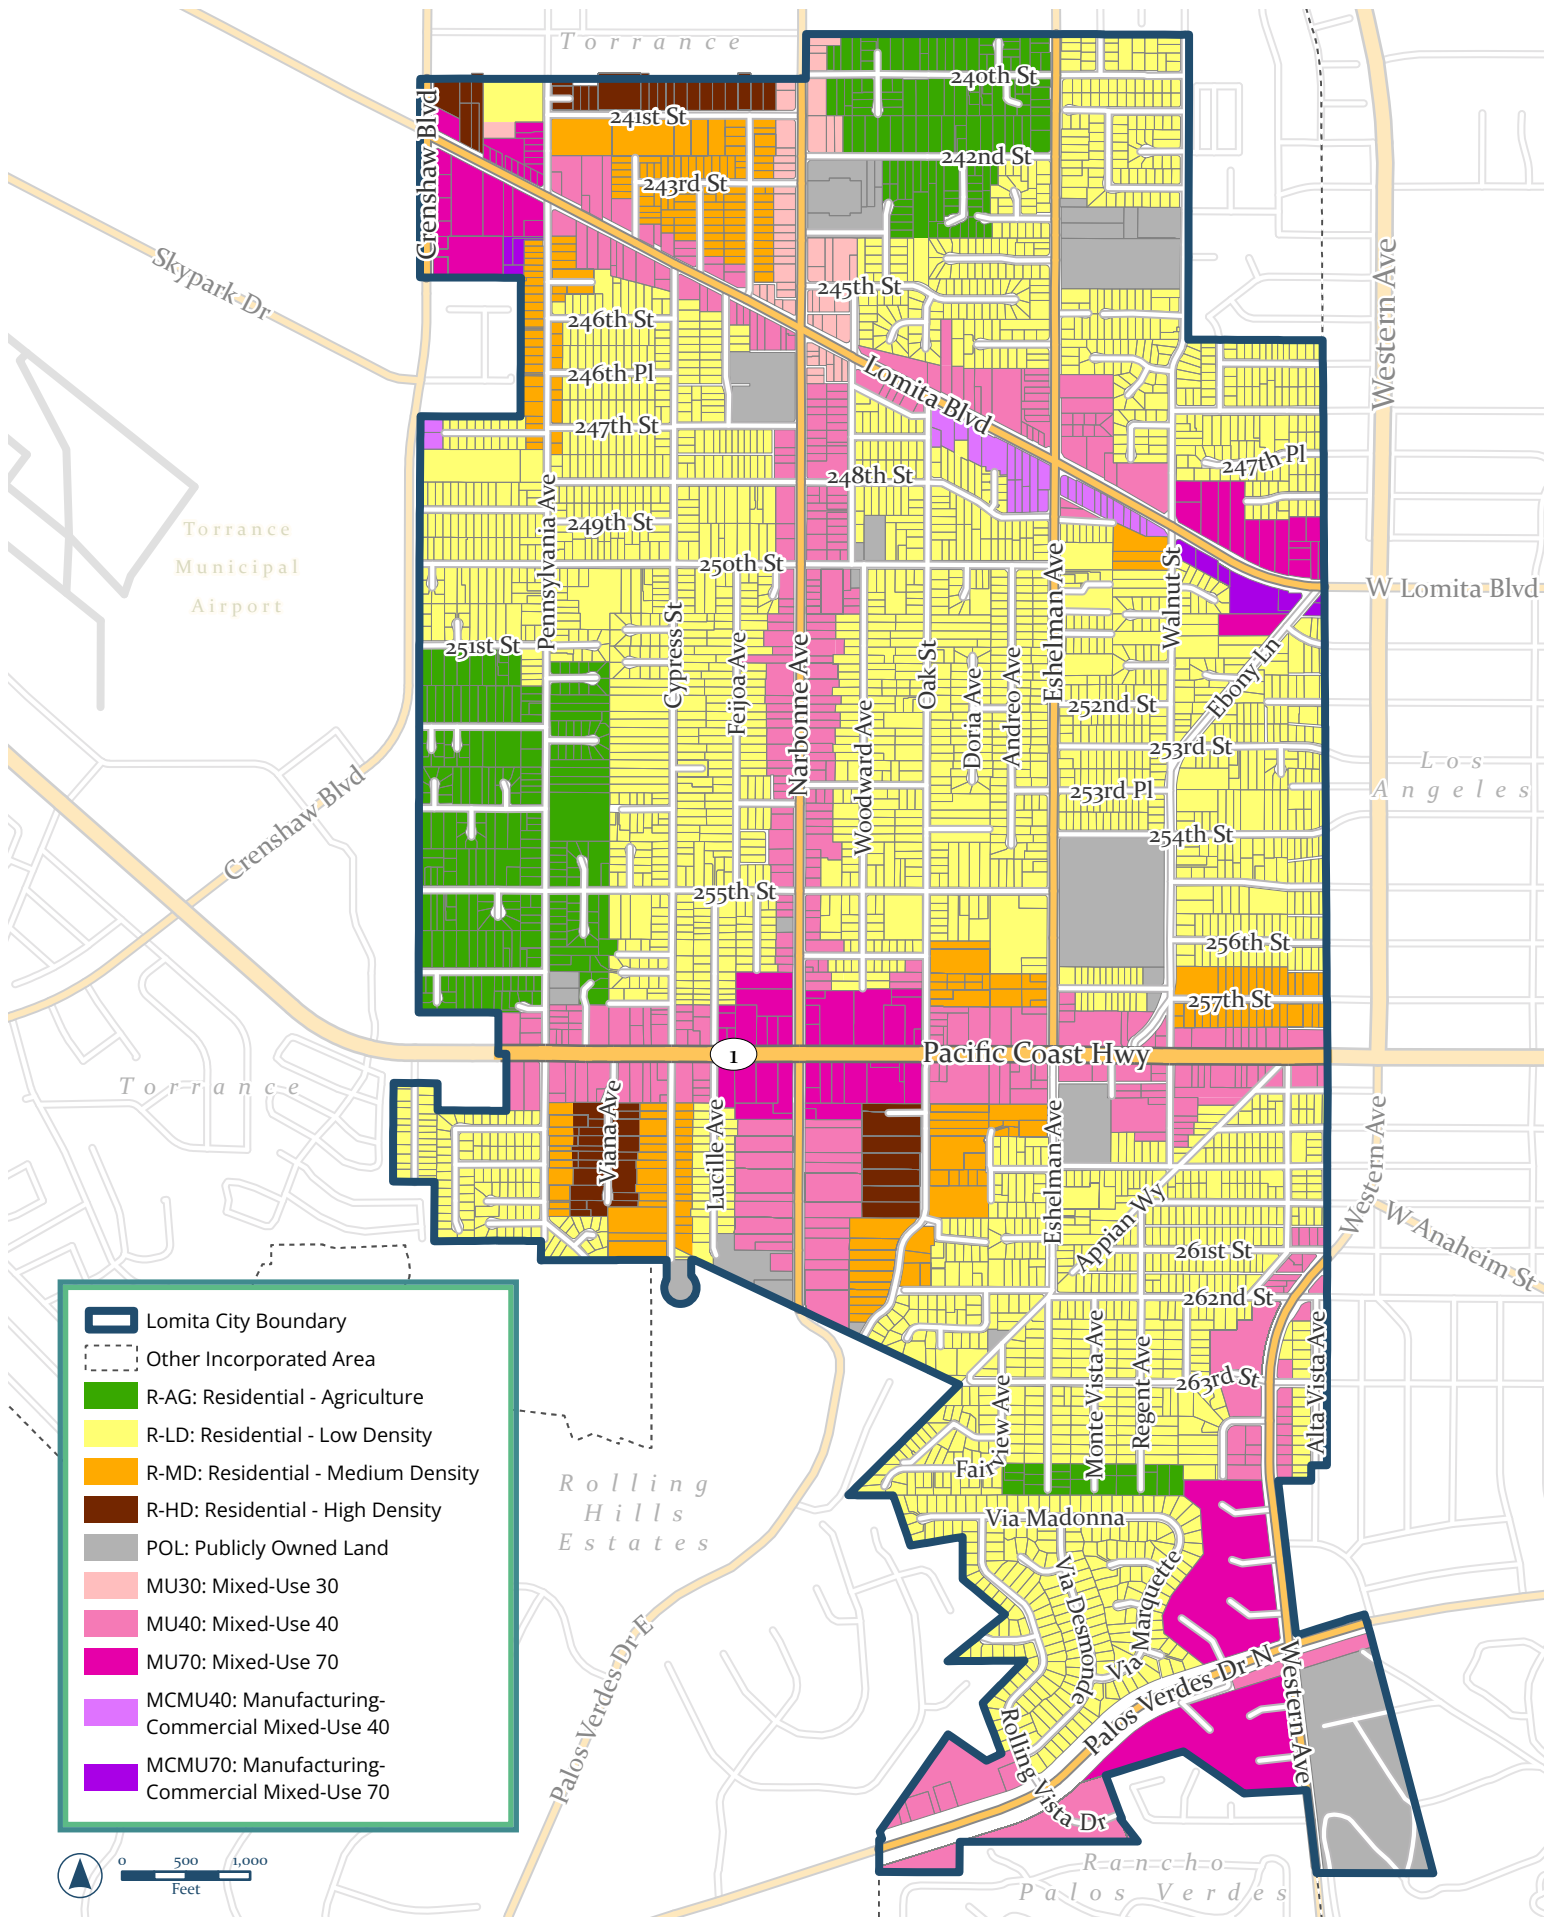 Torrance
240th St
Crenshaw Blvd
241st St
242nd St
243rd St
Skypark Dr
245th St
Western Ave
246th St
246th Pl
Lomita Blvd
247th St
247th Pl
248th St
Pennsylvania Ave
249th St
Torrance
Municipal
Airport
250th St
Eshelman Ave
Walnut St
W Lomita Blvd
251st St
Cypress St
Feijoa Ave
Narbonne Ave
Oak St
Doria Ave
Andreo Ave
Ebony Ln
252nd St
Woodward Ave
253rd St
Los
Angeles
253rd Pl
Crenshaw Blvd
254th St
255th St
256th St
257th St
1
Pacific Coast Hwy
Torrance
Viana Ave
Lucille Ave
Eshelman Ave
Western Ave
Appian Wy
W Anaheim St
261st St
262nd St
Monte Vista Ave
Regent Ave
Alta Vista Ave
263rd St
Fairview Ave
Lomita City Boundary
Other Incorporated Area
R-AG: Residential - Agriculture
R-LD: Residential - Low Density
R-MD: Residential - Medium Density
R-HD: Residential - High Density
POL: Publicly Owned Land
MU30: Mixed-Use 30
MU40: Mixed-Use 40
MU70: Mixed-Use 70
MCMU40: Manufacturing-
Commercial Mixed-Use 40
MCMU70: Manufacturing-
Commercial Mixed-Use 70
Rolling
Hills
Estates
Via Madonna
Via Desmonde
Via Marquette
Palos Verdes Dr E
Palos Verdes Dr N
Western Ave
Rolling Vista Dr
Rancho
Palos Verdes
0 500 1,000
Feet